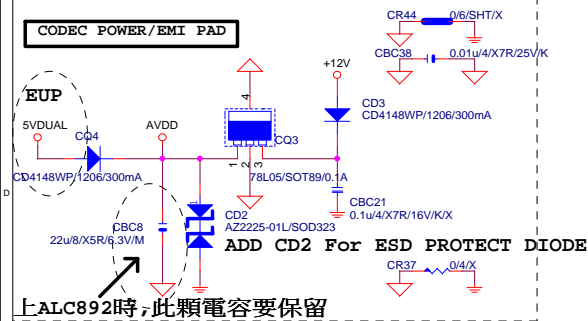 CODEC POWER/EMI PAD
CR44
0/6/SHT/X
CBC38
0.01u/4/X7R/25V/K
+12V
EUP
5VDUAL
AVDD
CQ4
CD4148WP/1206/300mA
4
CQ3
1 2 3
78L05/SOT89/0.1A
CD3
CD4148WP/1206/300mA
D
CBC21
0.1u/4/X7R/16V/K/X
CBC8
22u/8/X5R/6.3V/M
CD2
AZ2225-01L/SOD323
ADD CD2 For ESD PROTECT DIODE
CR37
0/4/X
上ALC892時,此顆電容要保留